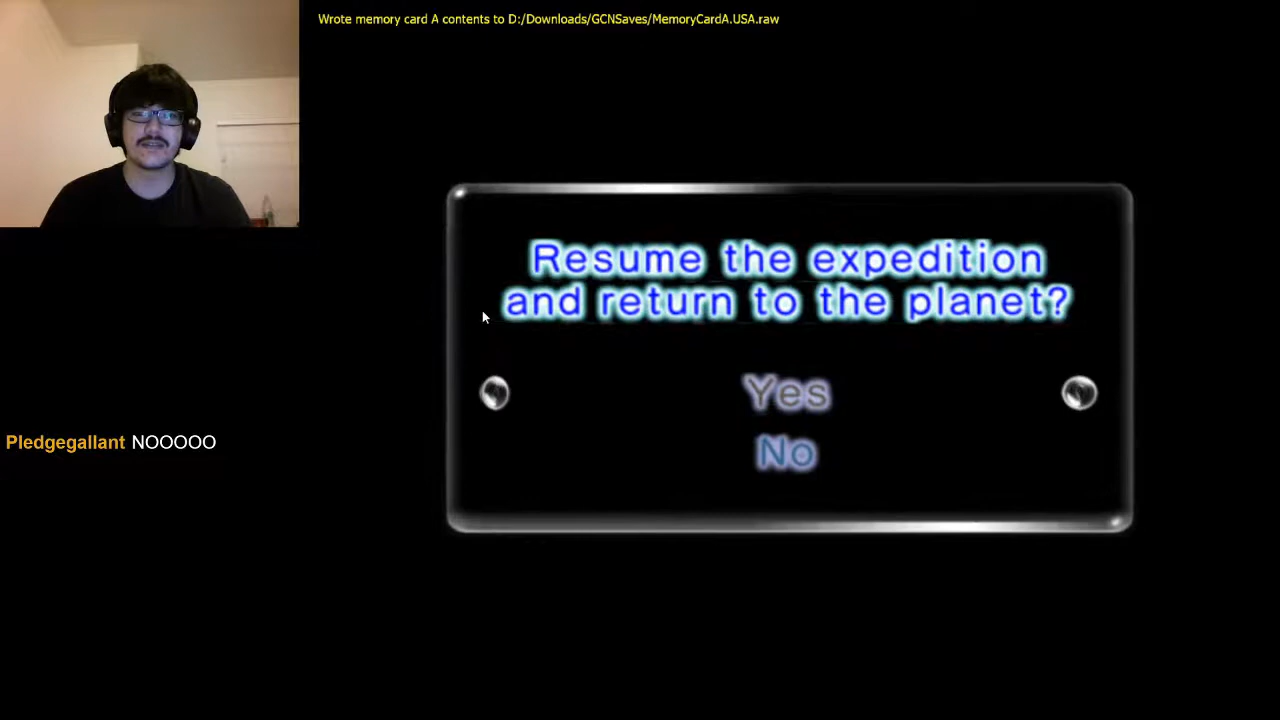 Wrote memory card A contents to D:/Downloads/GCNSaves/MemoryCardA.USA.raw
Resume the expedition
and return to the planet?
Yes
No
Pledgegallant NOOOOO